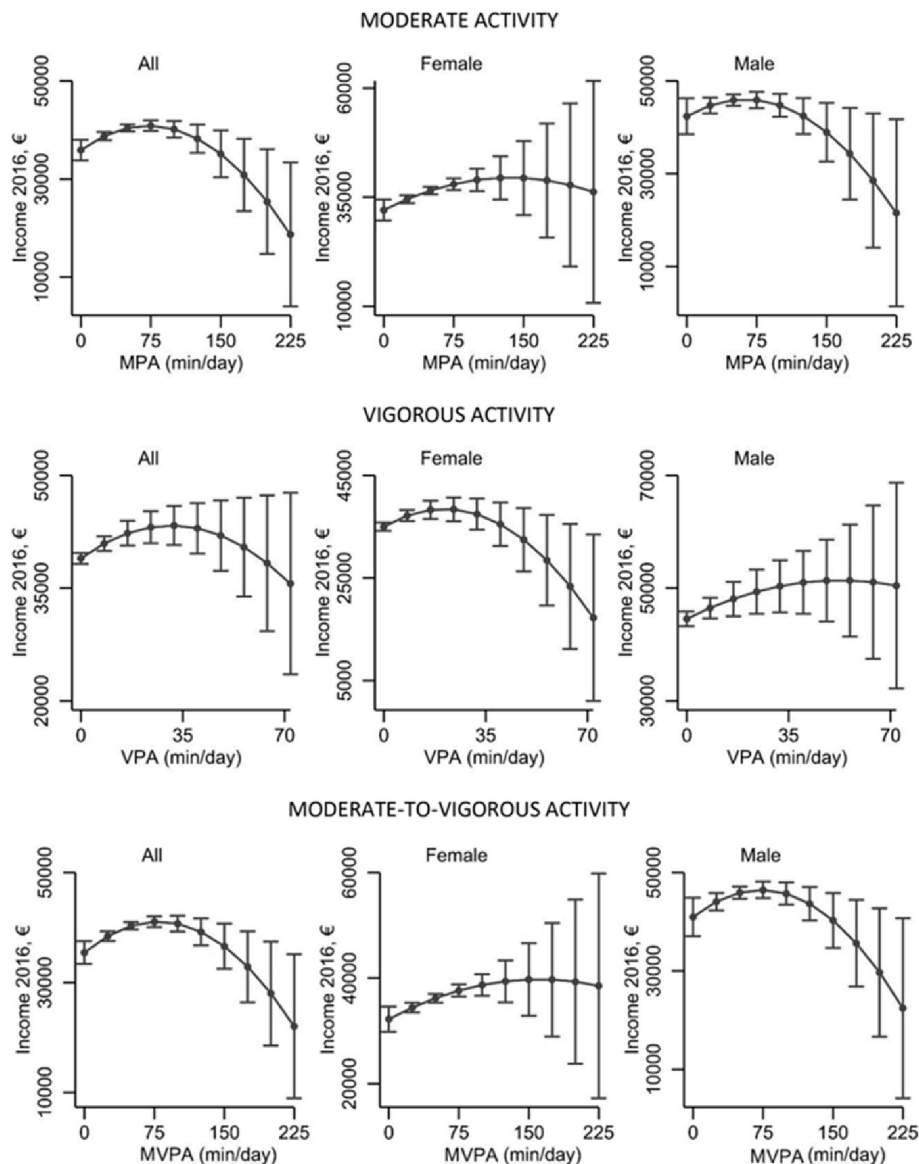 MODERATE ACTIVITY
All
Female
Male
Income 2016, €
50000
30000
10000
0 75 150 225
MPA (min/day)
Income 2016, €
60000
35000
10000
0 75 150 225
MPA (min/day)
Income 2016, €
50000
30000
10000
0 75 150 225
MPA (min/day)
VIGOROUS ACTIVITY
All
Female
Male
Income 2016, €
50000
35000
20000
0 35 70
VPA (min/day)
Income 2016, €
45000
25000
5000
0 35 70
VPA (min/day)
Income 2016, €
70000
50000
30000
0 35 70
VPA (min/day)
MODERATE-TO-VIGOROUS ACTIVITY
All
Female
Male
Income 2016, €
50000
30000
10000
0 75 150 225
MVPA (min/day)
Income 2016, €
60000
40000
20000
0 75 150 225
MVPA (min/day)
Income 2016, €
50000
30000
10000
0 75 150 225
MVPA (min/day)